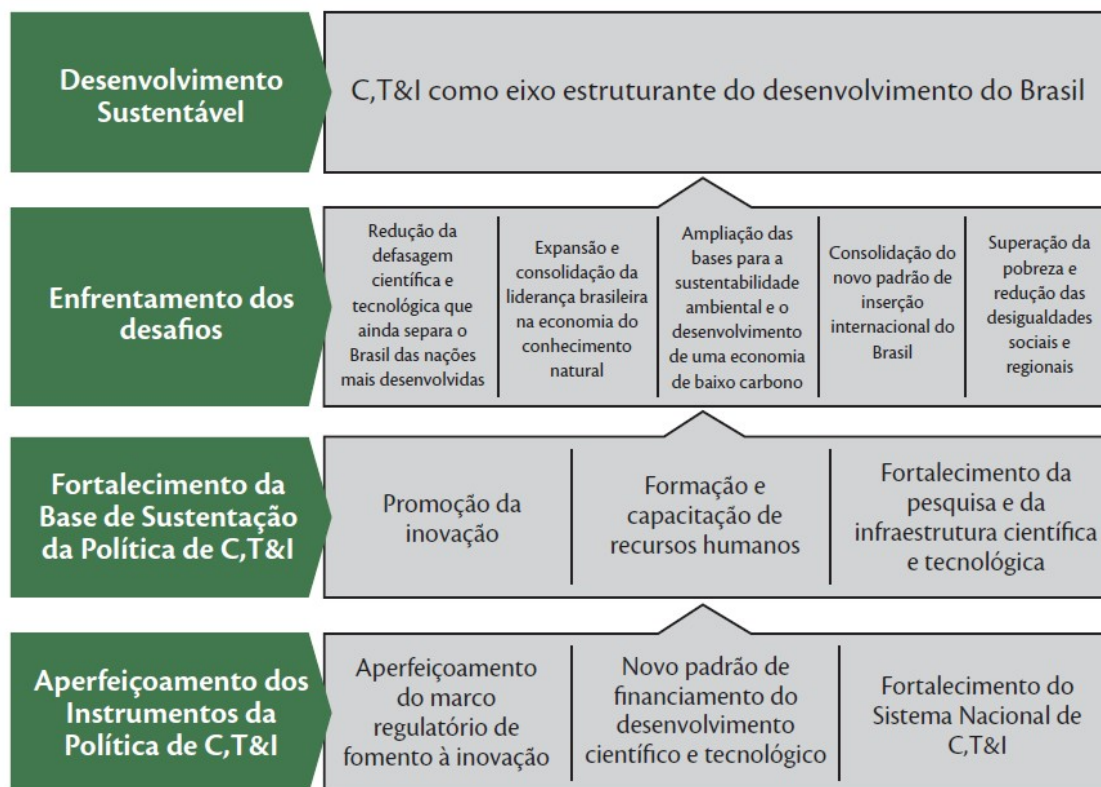 Desenvolvimento
Sustentável
C,T&I como eixo estruturante do desenvolvimento do Brasil
Enfrentamento dos
desafios
Redução da
defasagem
científica e
tecnológica que
ainda separa o
Brasil das nações
mais desenvolvidas
Expansão e
consolidação da
liderança brasileira
na economia do
conhecimento
natural
Ampliação das
bases para a
sustentabilidade
ambiental e o
desenvolvimento
de uma economia
de baixo carbono
Consolidação do
novo padrão de
inserção
internacional do
Brasil
Superação da
pobreza e
redução das
desigualdades
sociais e
regionais
Fortalecimento da
Base de Sustentação
da Política de C,T&I
Promoção da
inovação
Formação e
capacitação de
recursos humanos
Fortalecimento da
pesquisa e da
infraestrutura científica
e tecnológica
Aperfeiçoamento dos
Instrumentos da
Política de C,T&I
Aperfeiçoamento
do marco
regulatório de
fomento à inovação
Novo padrão de
financiamento do
desenvolvimento
científico e tecnológico
Fortalecimento do
Sistema Nacional de
C,T&I